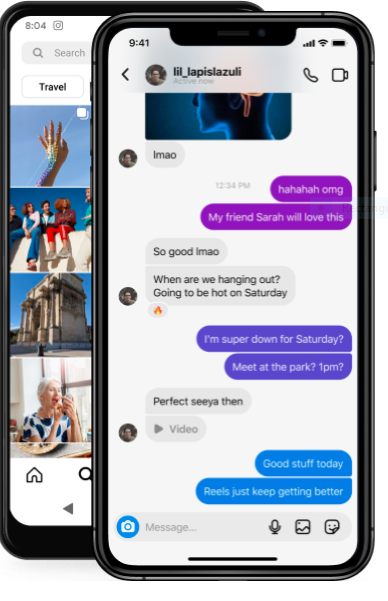 8:04
Search
Travel
9:41
lil_lapislazuli
Active now
lmao
12:34 PM
hahahah omg
My friend Sarah will love this
So good lmao
When are we hanging out?
Going to be hot on Saturday
I'm super down for Saturday?
Meet at the park? 1pm?
Perfect seeya then
Video
Good stuff today
Reels just keep getting better
Message...